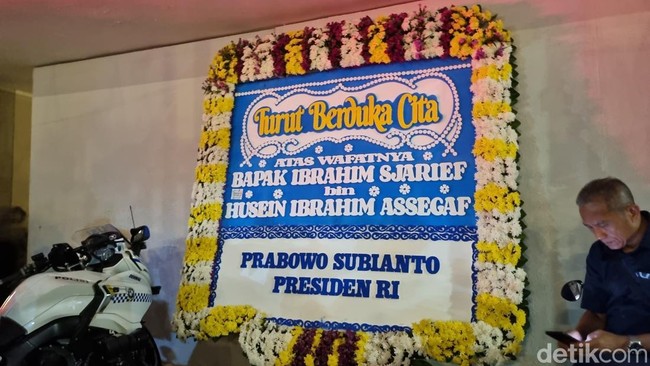 Turut Berduka Cita
ATAS WAFATNYA
BAPAK IBRAHIM SJARIEF
bin
HUSEIN IBRAHIM ASSEGAF
PRABOWO SUBIANTO
PRESIDEN RI
detikcom